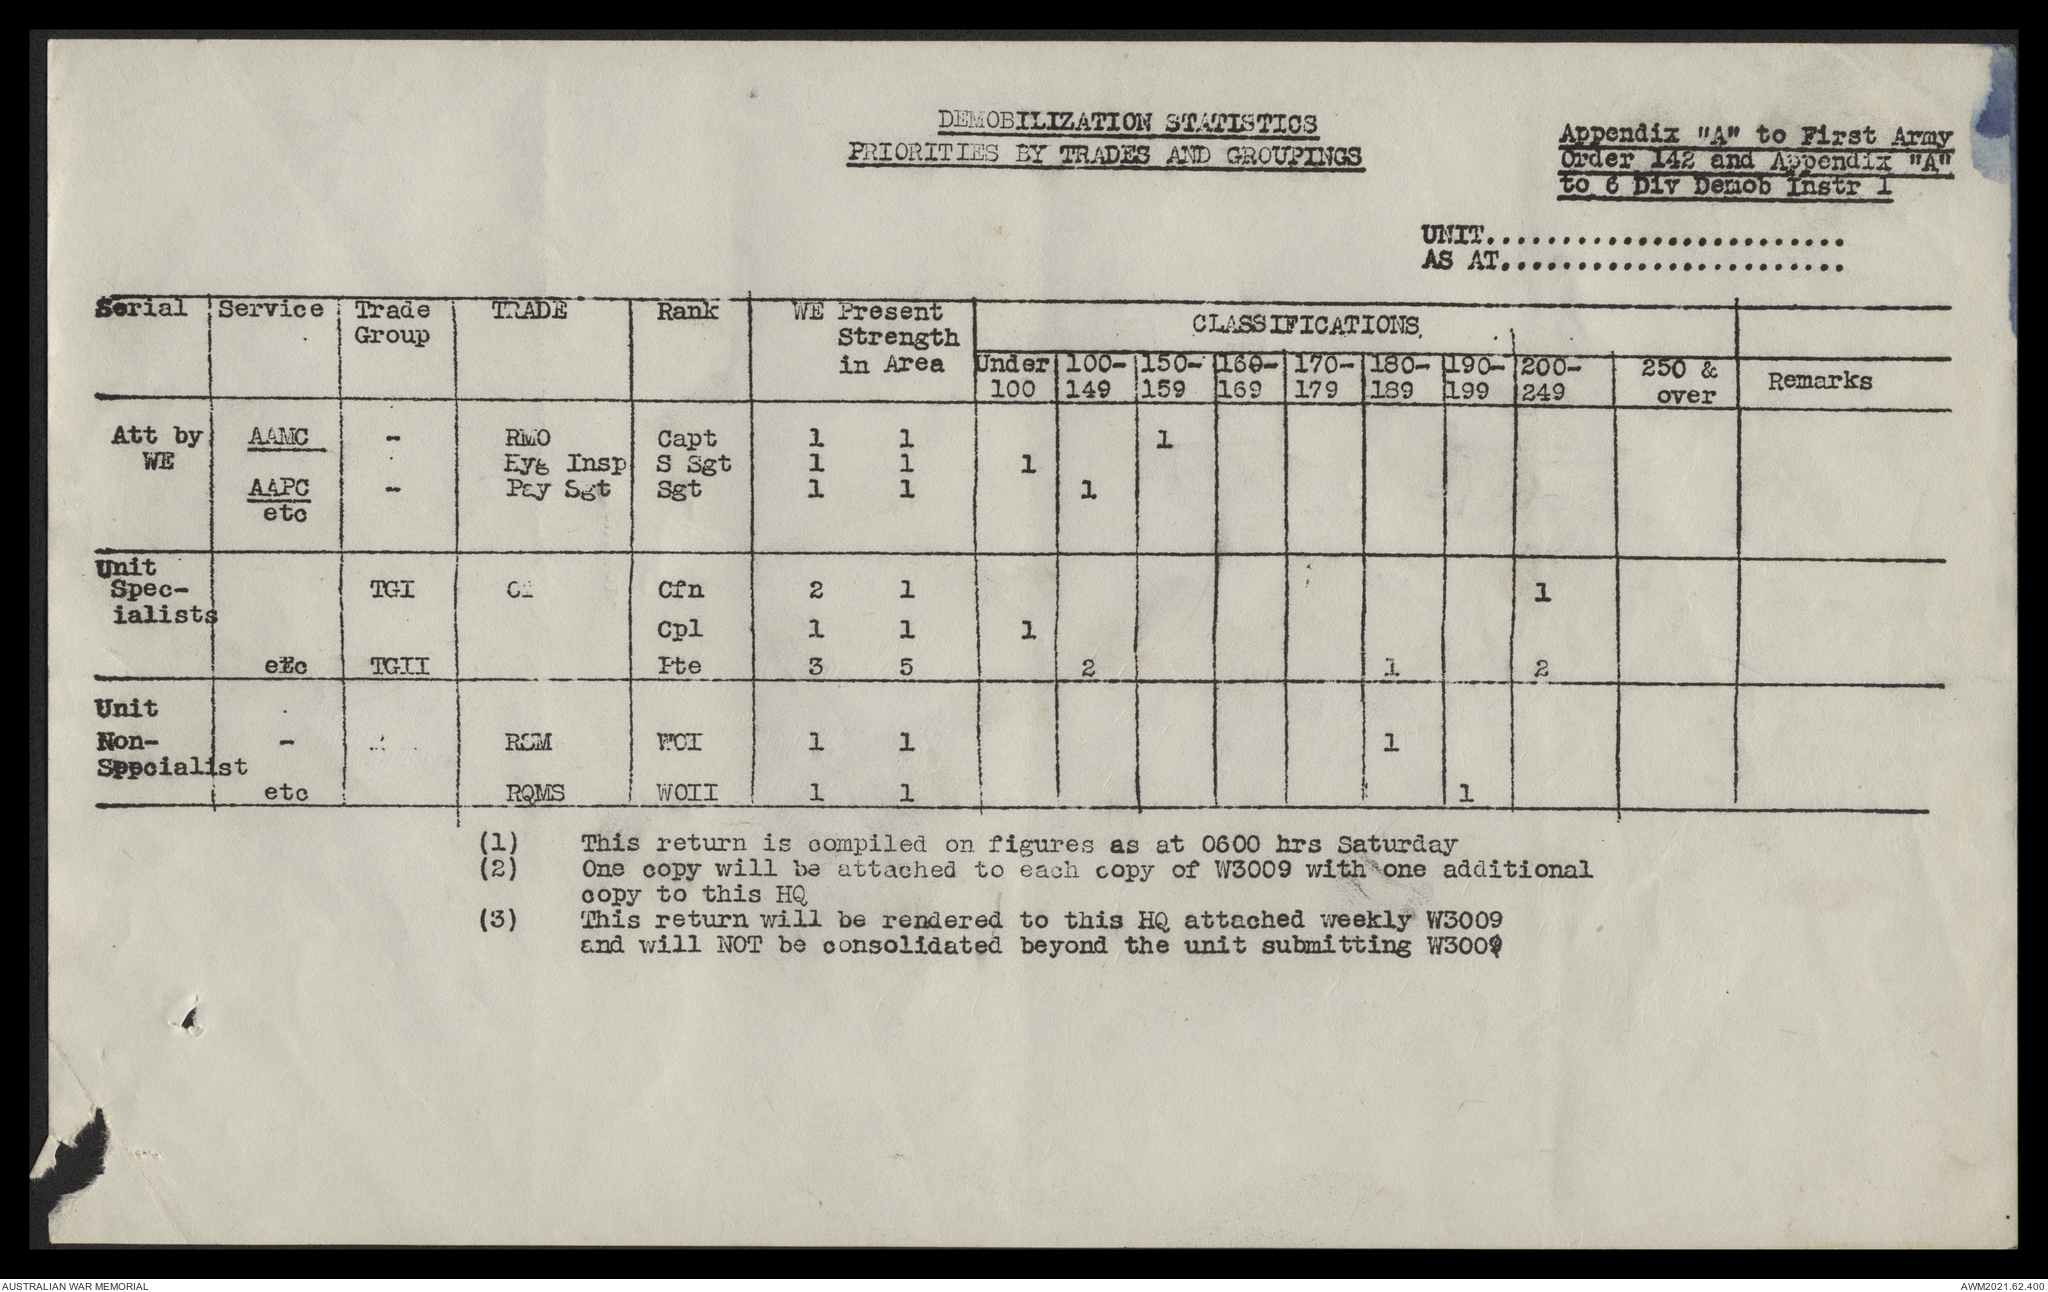 DEMOBILIZATION STATISTICS
PRIORITIES BY TRADES AND GROUPINGS
Appendix "A" to First Army
Order 142 and Appendix "A"
to 6 Div Demob Instr 1
UNIT........................
AS AT.......................
Serial Service Trade TRADE Rank WE Present CLASSIFICATIONS
Group Strength
in Area Under 100- 150- 160- 170- 180- 190- 200- 250 & Remarks
100 149 159 169 179 189 199 249 over
Att by AAMC - RMO Capt 1 1 1
WE Hyg Insp S Sgt 1 1 1
AAPC - Pay Sgt Sgt 1 1 1
etc
Unit
Spec- TGI Cfn 2 1 1
ialists
Cpl 1 1 1
etc TGII Pte 3 5 2 1 2
Unit
Non- - RSM WOI 1 1 1
Sppcialist
etc RQMS WOII 1 1 1
(1) This return is compiled on figures as at 0600 hrs Saturday
(2) One copy will be attached to each copy of W3009 with one additional
copy to this HQ
(3) This return will be rendered to this HQ attached weekly W3009
and will NOT be consolidated beyond the unit submitting W3009
AUSTRALIAN WAR MEMORIAL
AWM2021.62.400